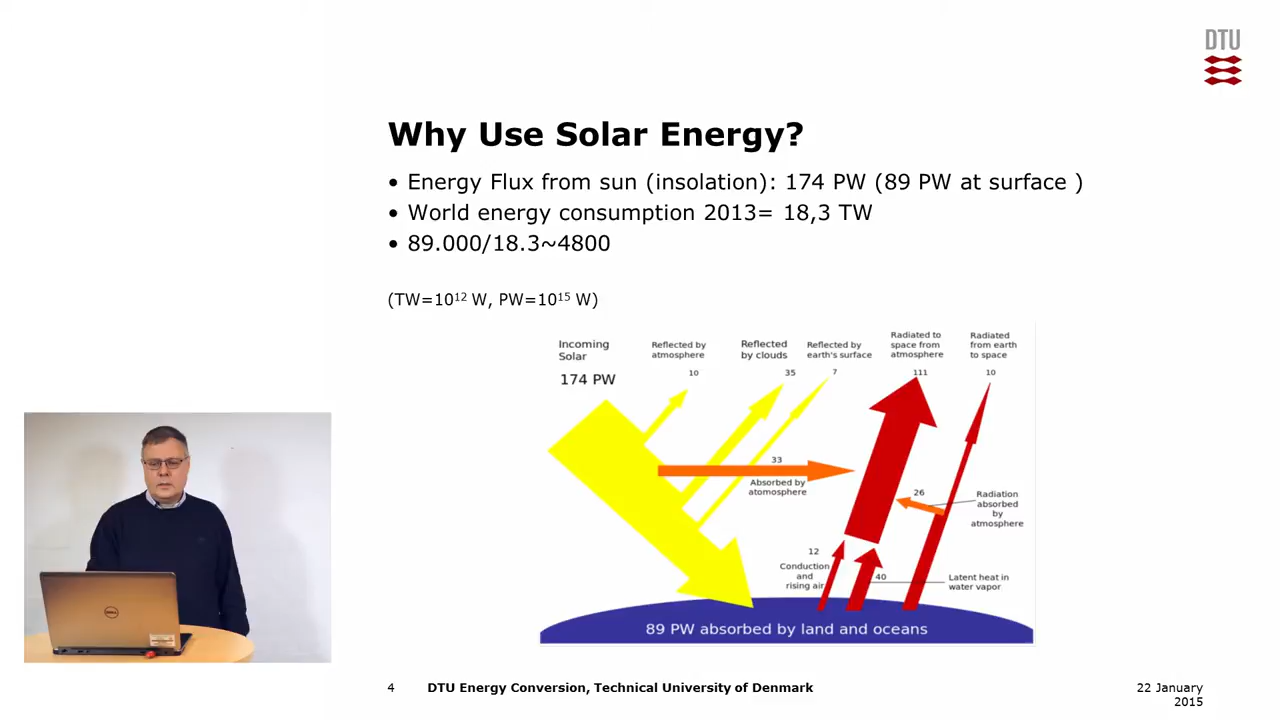 DTU
Why Use Solar Energy?
• Energy Flux from sun (insolation): 174 PW (89 PW at surface )
• World energy consumption 2013= 18,3 TW
• 89.000/18.3~4800
(TW=10¹² W, PW=10¹⁵ W)
Incoming
Solar
174 PW
Reflected by
atmosphere
10
Reflected
by clouds
35
Reflected by
earth's surface
7
Radiated to
space from
atmosphere
111
Radiated
from earth
to space
10
33
Absorbed by
atomosphere
26
Radiation
absorbed
by
atmosphere
12
Conduction
and
rising air
40
Latent heat in
water vapor
89 PW absorbed by land and oceans
DELL
4 DTU Energy Conversion, Technical University of Denmark
22 January
2015